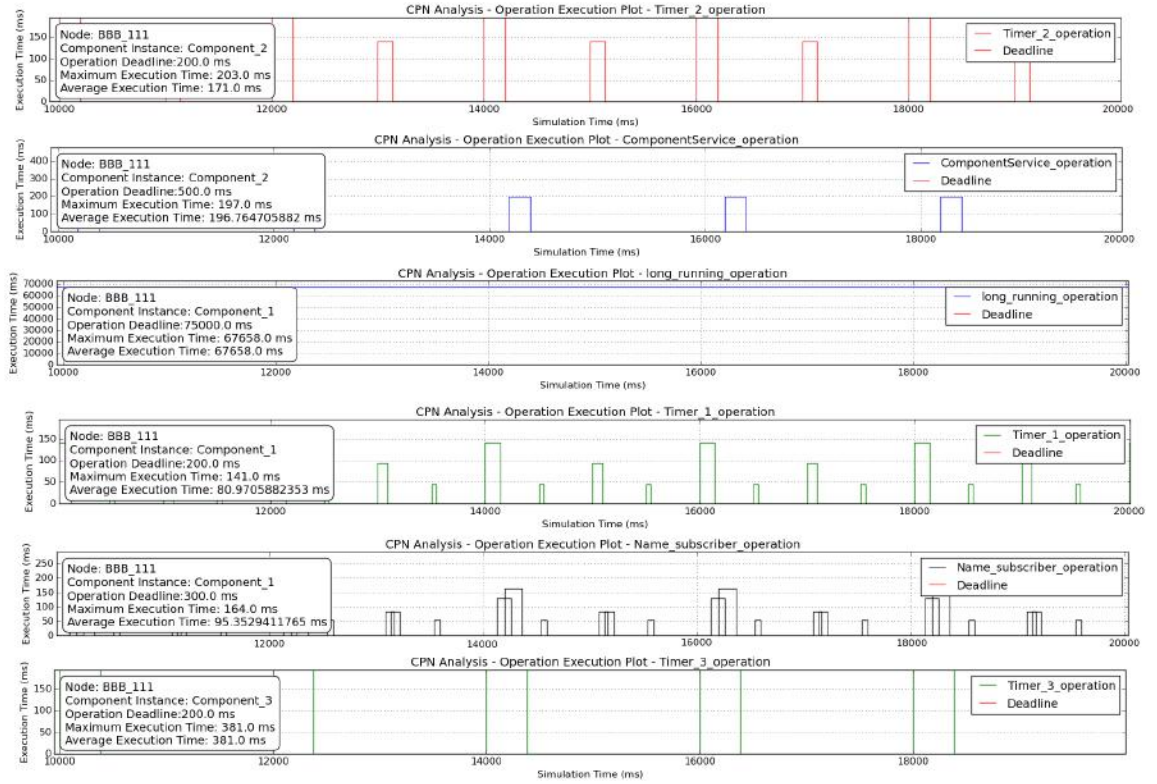 CPN Analysis - Operation Execution Plot - Timer_2_operation
Execution Time (ms)
150
100
50
0
Node: BBB_111
Component Instance: Component_2
Operation Deadline:200.0 ms
Maximum Execution Time: 203.0 ms
Average Execution Time: 171.0 ms
Timer_2_operation
Deadline
10000 12000 14000 16000 18000 20000
Simulation Time (ms)
CPN Analysis - Operation Execution Plot - ComponentService_operation
Execution Time (ms)
400
300
200
100
0
Node: BBB_111
Component Instance: Component_2
Operation Deadline:500.0 ms
Maximum Execution Time: 197.0 ms
Average Execution Time: 196.764705882 ms
ComponentService_operation
Deadline
10000 12000 14000 16000 18000 20000
Simulation Time (ms)
CPN Analysis - Operation Execution Plot - long_running_operation
Execution Time (ms)
70000
60000
50000
40000
30000
20000
10000
0
Node: BBB_111
Component Instance: Component_1
Operation Deadline:75000.0 ms
Maximum Execution Time: 67658.0 ms
Average Execution Time: 67658.0 ms
long_running_operation
Deadline
10000 12000 14000 16000 18000 20000
Simulation Time (ms)
CPN Analysis - Operation Execution Plot - Timer_1_operation
Execution Time (ms)
150
100
50
0
Node: BBB_111
Component Instance: Component_1
Operation Deadline:200.0 ms
Maximum Execution Time: 141.0 ms
Average Execution Time: 80.9705882353 ms
Timer_1_operation
Deadline
10000 12000 14000 16000 18000 20000
Simulation Time (ms)
CPN Analysis - Operation Execution Plot - Name_subscriber_operation
Execution Time (ms)
250
200
150
100
50
0
Node: BBB_111
Component Instance: Component_1
Operation Deadline:300.0 ms
Maximum Execution Time: 164.0 ms
Average Execution Time: 95.3529411765 ms
Name_subscriber_operation
Deadline
10000 12000 14000 16000 18000 20000
Simulation Time (ms)
CPN Analysis - Operation Execution Plot - Timer_3_operation
Execution Time (ms)
150
100
50
0
Node: BBB_111
Component Instance: Component_3
Operation Deadline:200.0 ms
Maximum Execution Time: 381.0 ms
Average Execution Time: 381.0 ms
Timer_3_operation
Deadline
10000 12000 14000 16000 18000
Simulation Time (ms)